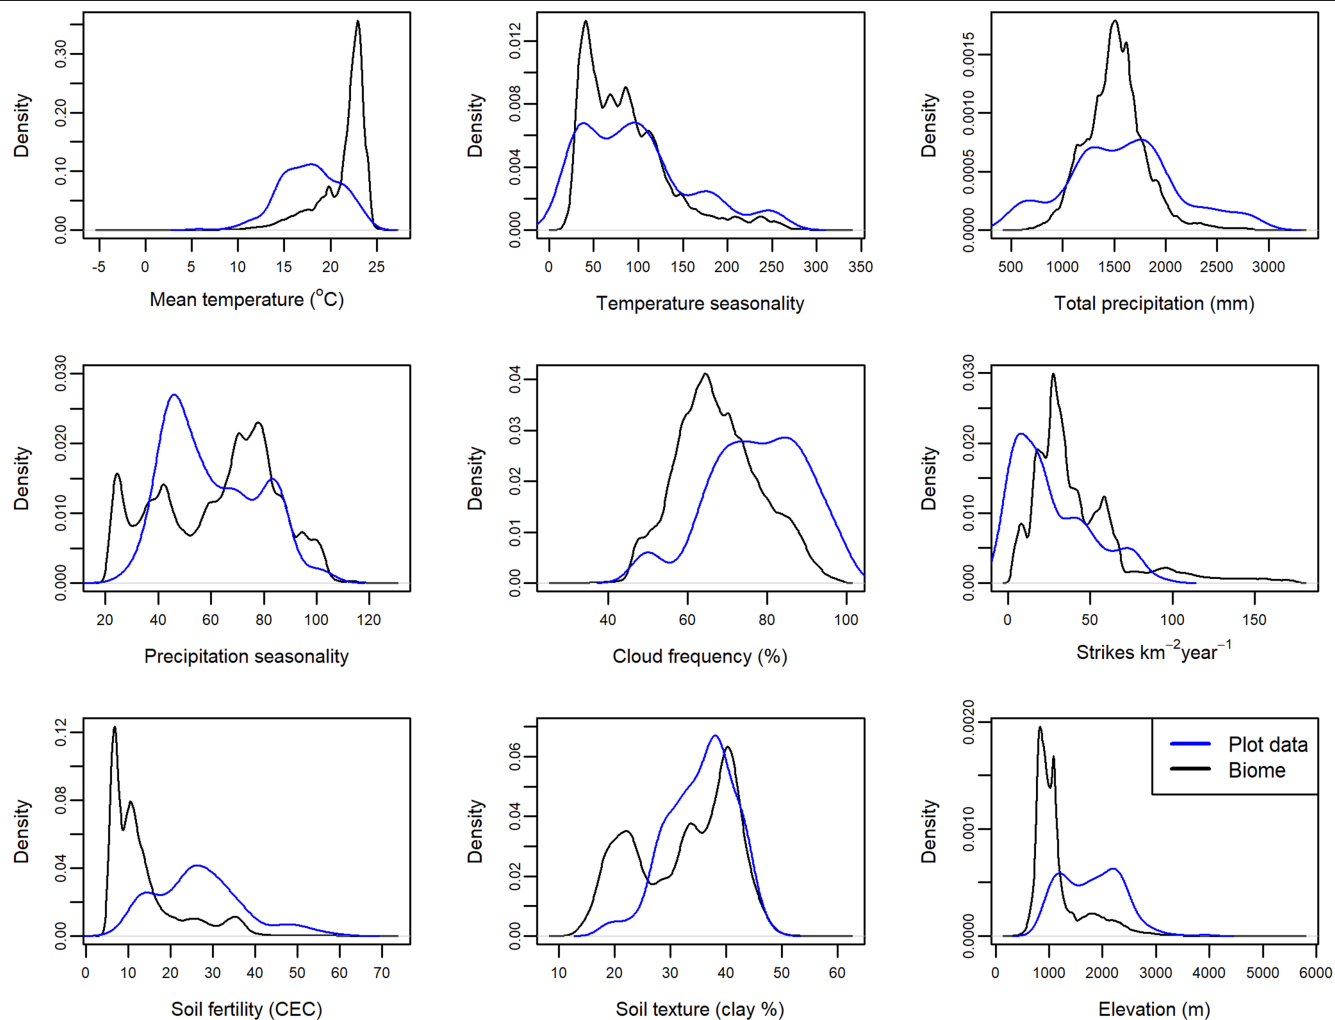 Density
0.00 0.10 0.20 0.30
-5 0 5 10 15 20 25
Mean temperature (°C)
Density
0.000 0.004 0.008 0.012
0 50 100 150 200 250 300 350
Temperature seasonality
Density
0.0000 0.0005 0.0010 0.0015
500 1000 1500 2000 2500 3000
Total precipitation (mm)
Density
0.000 0.010 0.020 0.030
20 40 60 80 100 120
Precipitation seasonality
Density
0.00 0.01 0.02 0.03 0.04
40 60 80 100
Cloud frequency (%)
Density
0.000 0.010 0.020 0.030
0 50 100 150
Strikes km⁻²year⁻¹
Density
0.00 0.04 0.08 0.12
0 10 20 30 40 50 60 70
Soil fertility (CEC)
Density
0.00 0.02 0.04 0.06
10 20 30 40 50 60
Soil texture (clay %)
Density
0.0000 0.0010 0.0020
0 1000 2000 3000 4000 5000 6000
Elevation (m)
Plot data
Biome